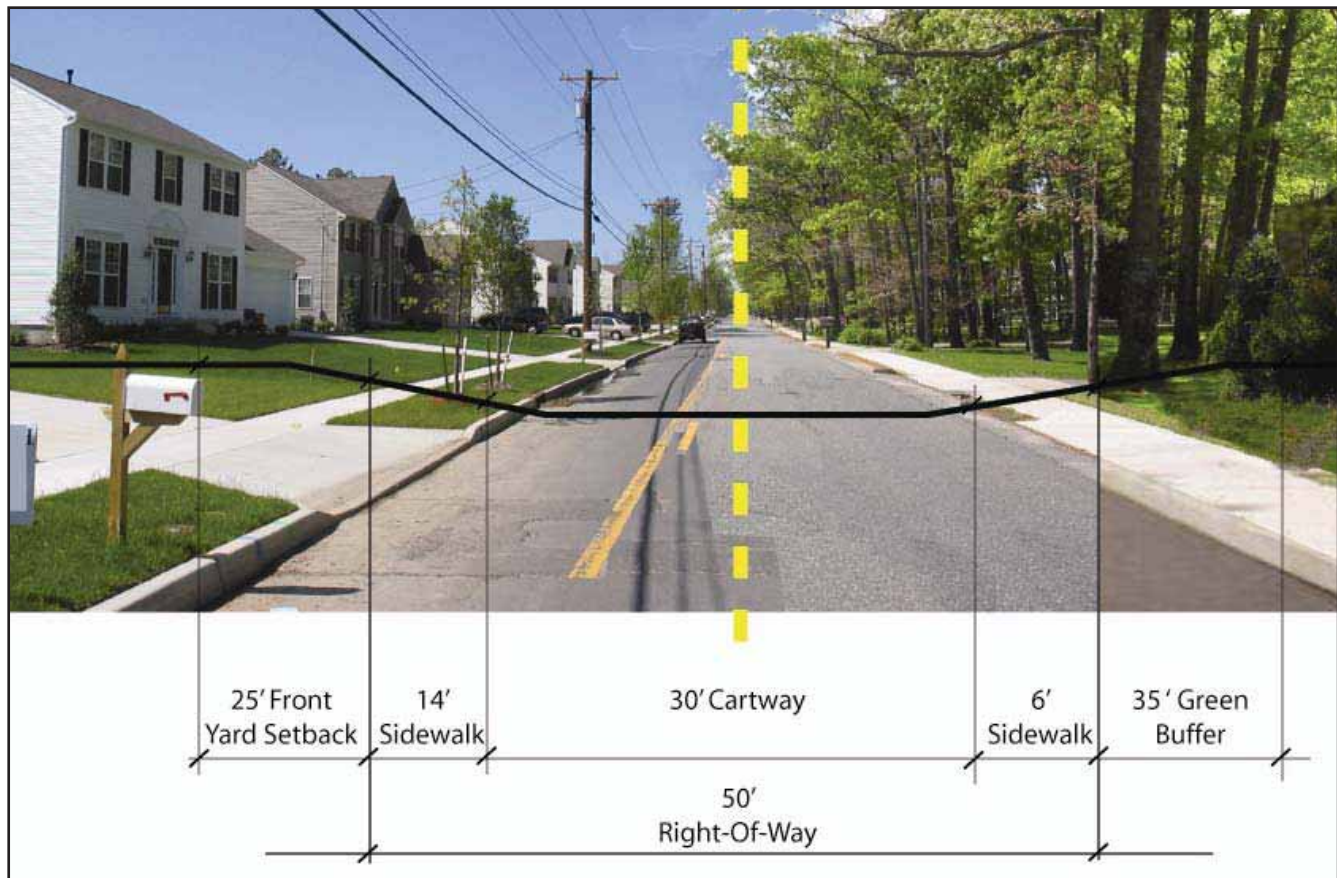 25' Front
Yard Setback
14'
Sidewalk
30' Cartway
6'
Sidewalk
35 ' Green
Buffer
50'
Right-Of-Way